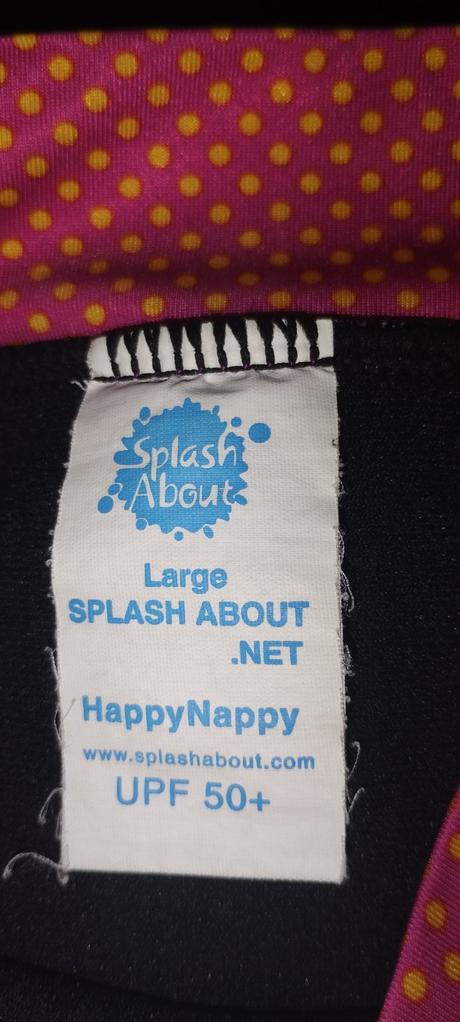 Splash
About
Large
SPLASH ABOUT
.NET
HappyNappy
www.splashabout.com
UPF 50+